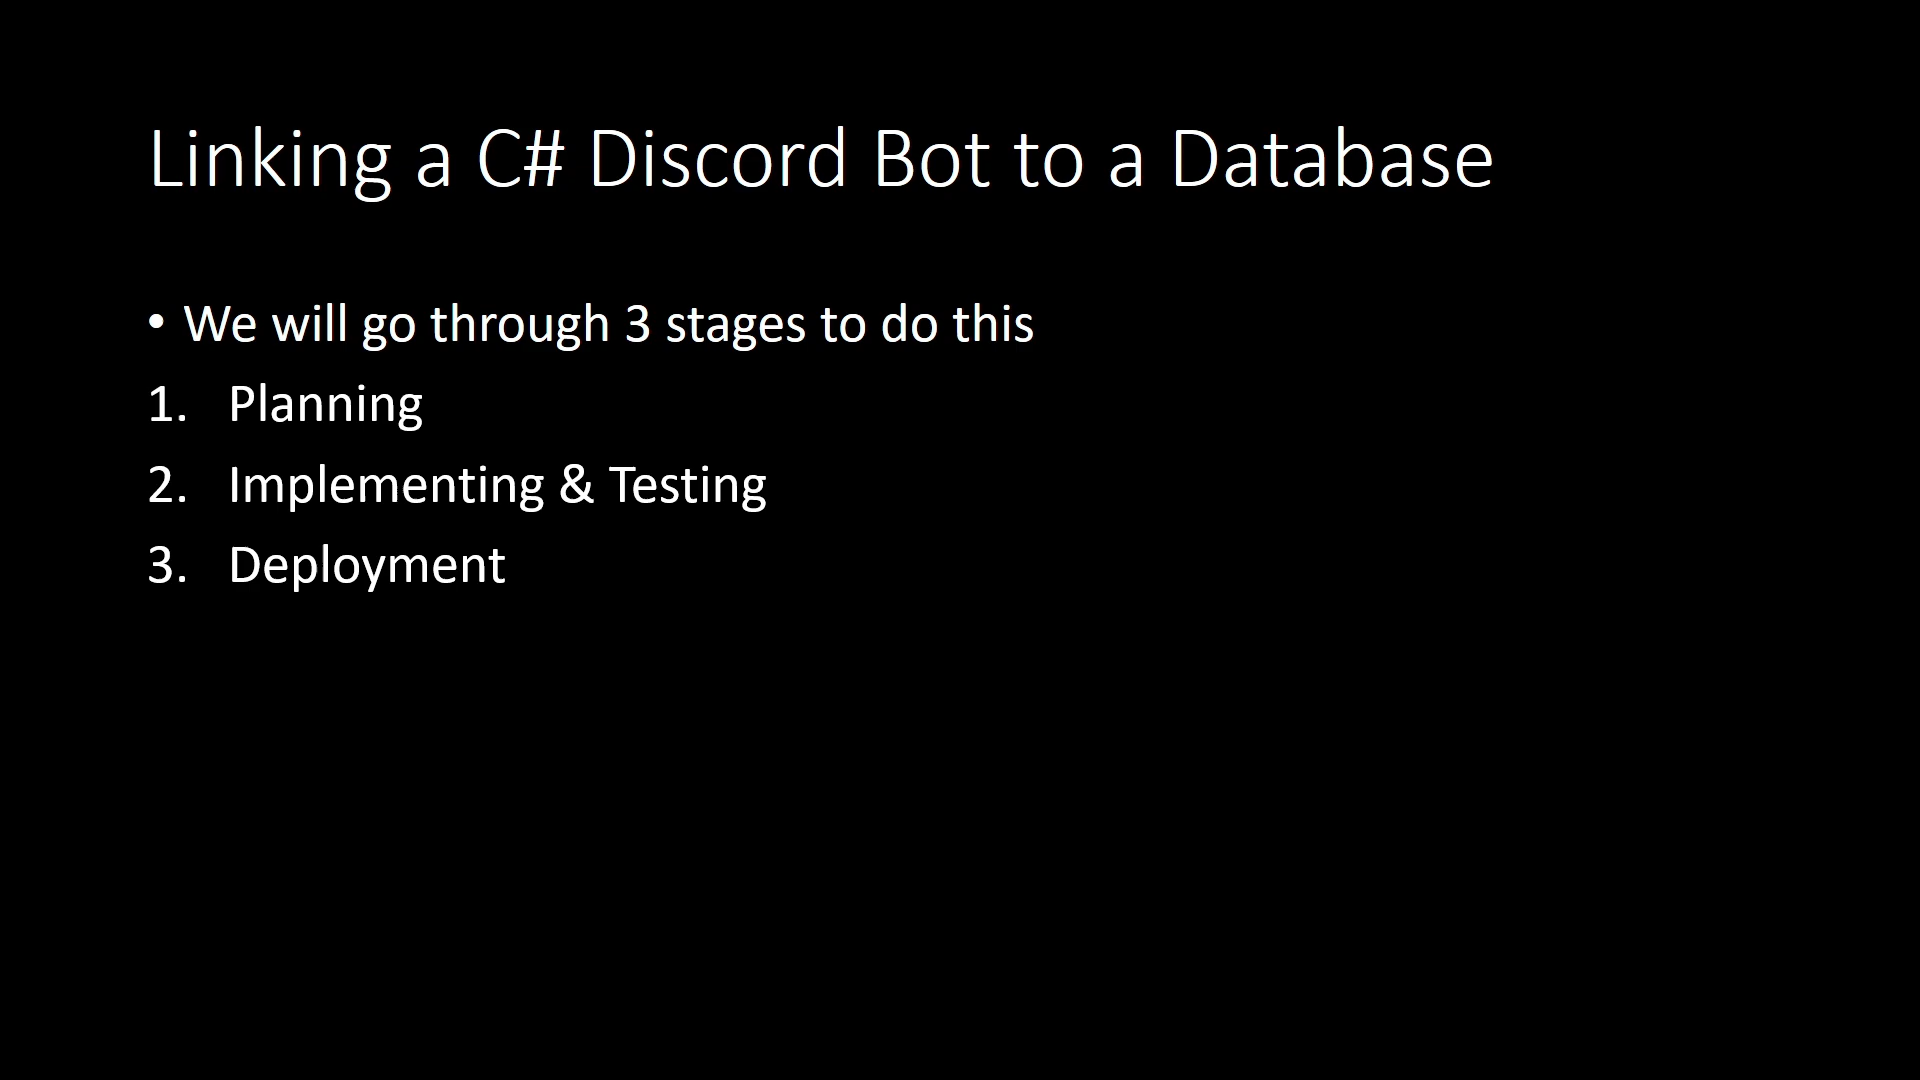 Linking a C# Discord Bot to a Database
• We will go through 3 stages to do this
1. Planning
2. Implementing & Testing
3. Deployment